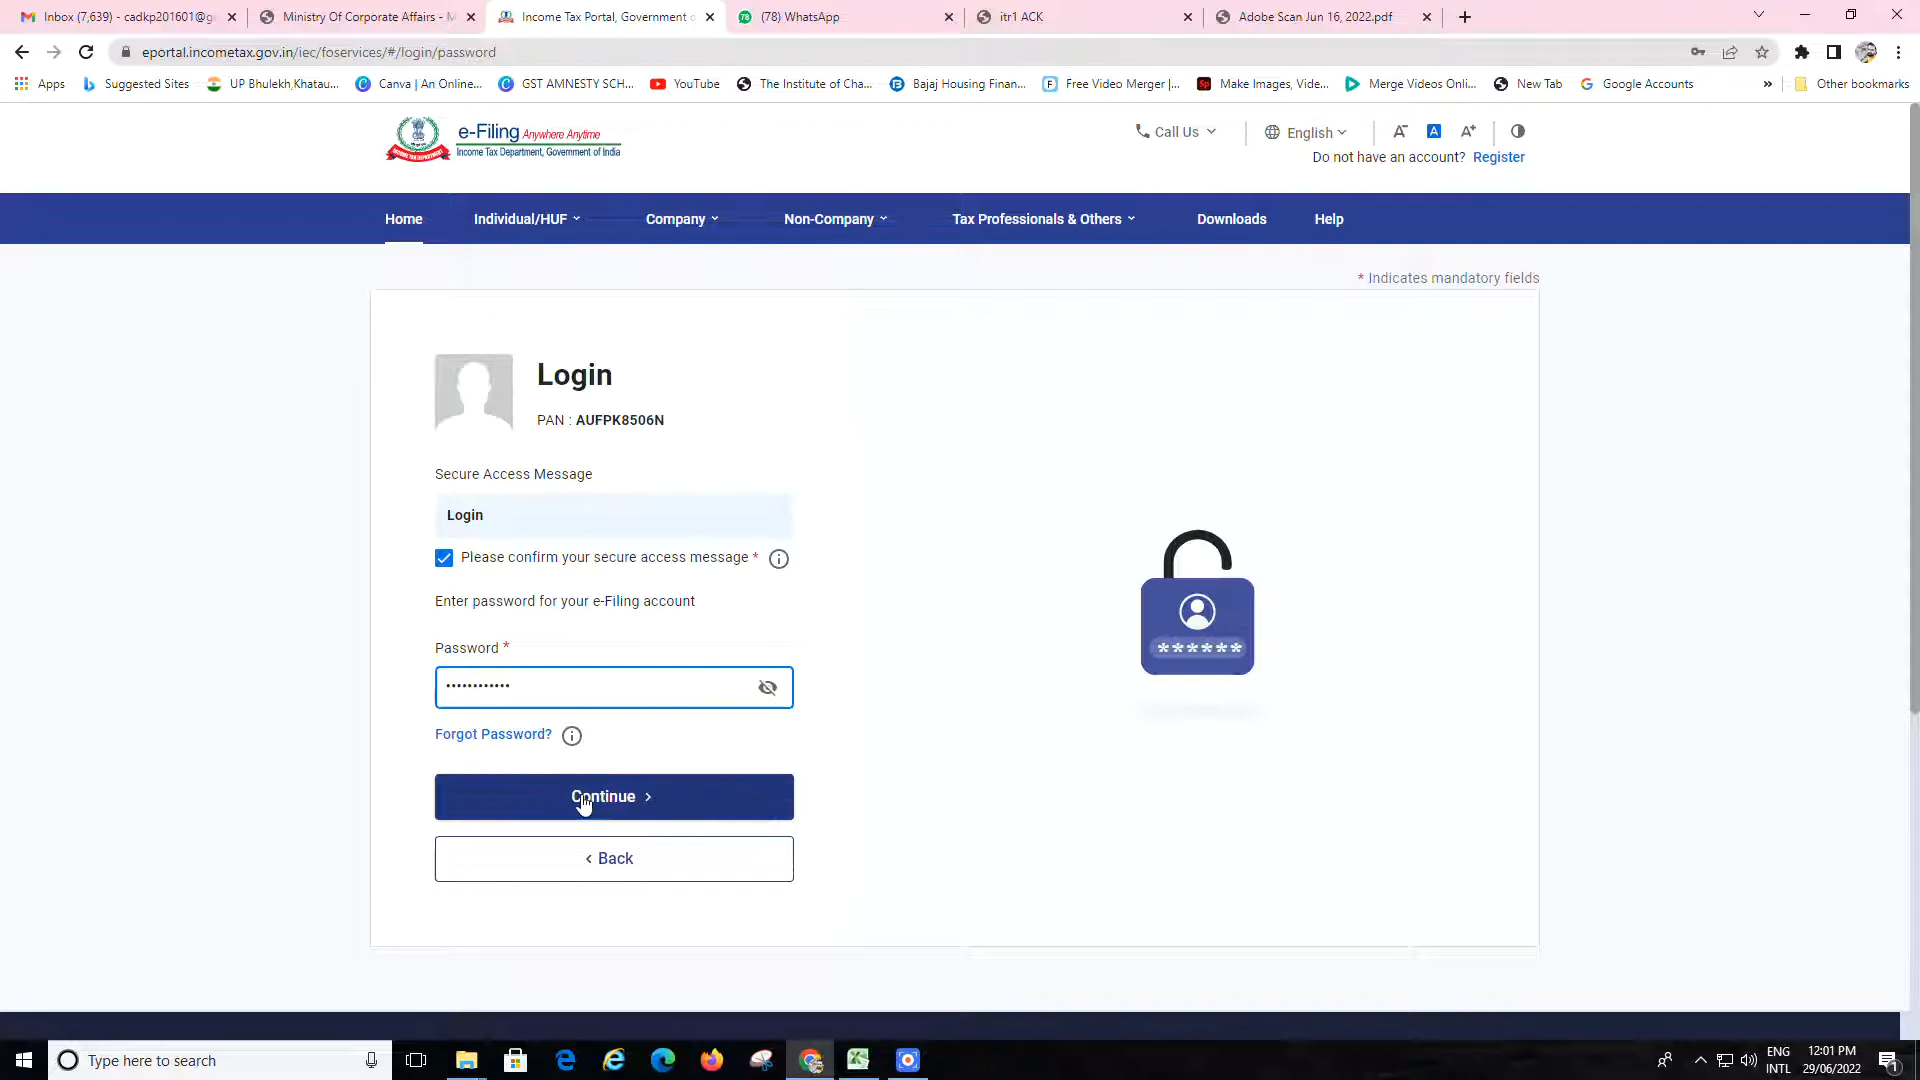 Inbox (7,639) - cadkp201601@g
Ministry Of Corporate Affairs - M
Income Tax Portal, Government o
(78) WhatsApp
itr1 ACK
Adobe Scan Jun 16, 2022.pdf
eportal.incometax.gov.in/iec/foservices/#/login/password
Apps
Suggested Sites
UP Bhulekh,Khatau...
Canva | An Online...
GST AMNESTY SCH...
YouTube
The Institute of Cha...
Bajaj Housing Finan...
Free Video Merger |...
Make Images, Vide...
Merge Videos Onli...
New Tab
Google Accounts
»
Other bookmarks
e-Filing Anywhere Anytime
Income Tax Department, Government of India
Call Us
English
A-
A
A+
Do not have an account? Register
Home
Individual/HUF
Company
Non-Company
Tax Professionals & Others
Downloads
Help
* Indicates mandatory fields
Login
PAN : AUFPK8506N
Secure Access Message
Login
Please confirm your secure access message *
Enter password for your e-Filing account
Password *
••••••••••••
Forgot Password?
Continue >
< Back
******
Type here to search
ENG
INTL
12:01 PM
29/06/2022
1